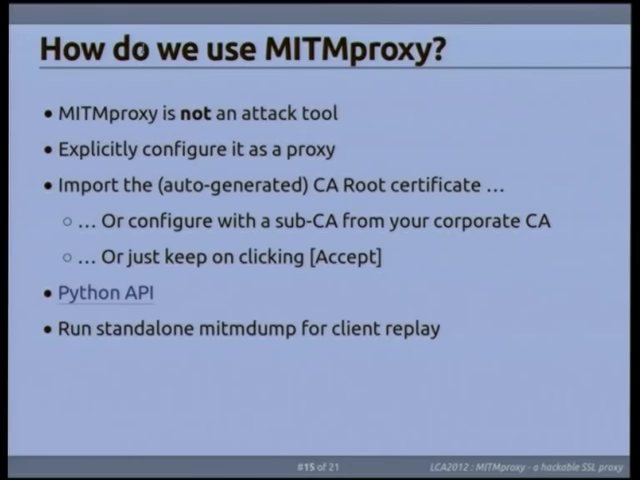 How do we use MITMproxy?
• MITMproxy is not an attack tool
• Explicitly configure it as a proxy
• Import the (auto-generated) CA Root certificate ...
○ ... Or configure with a sub-CA from your corporate CA
○ ... Or just keep on clicking [Accept]
• Python API
• Run standalone mitmdump for client replay
#15 of 21
LCA2012 : MITMproxy - a hackable SSL proxy